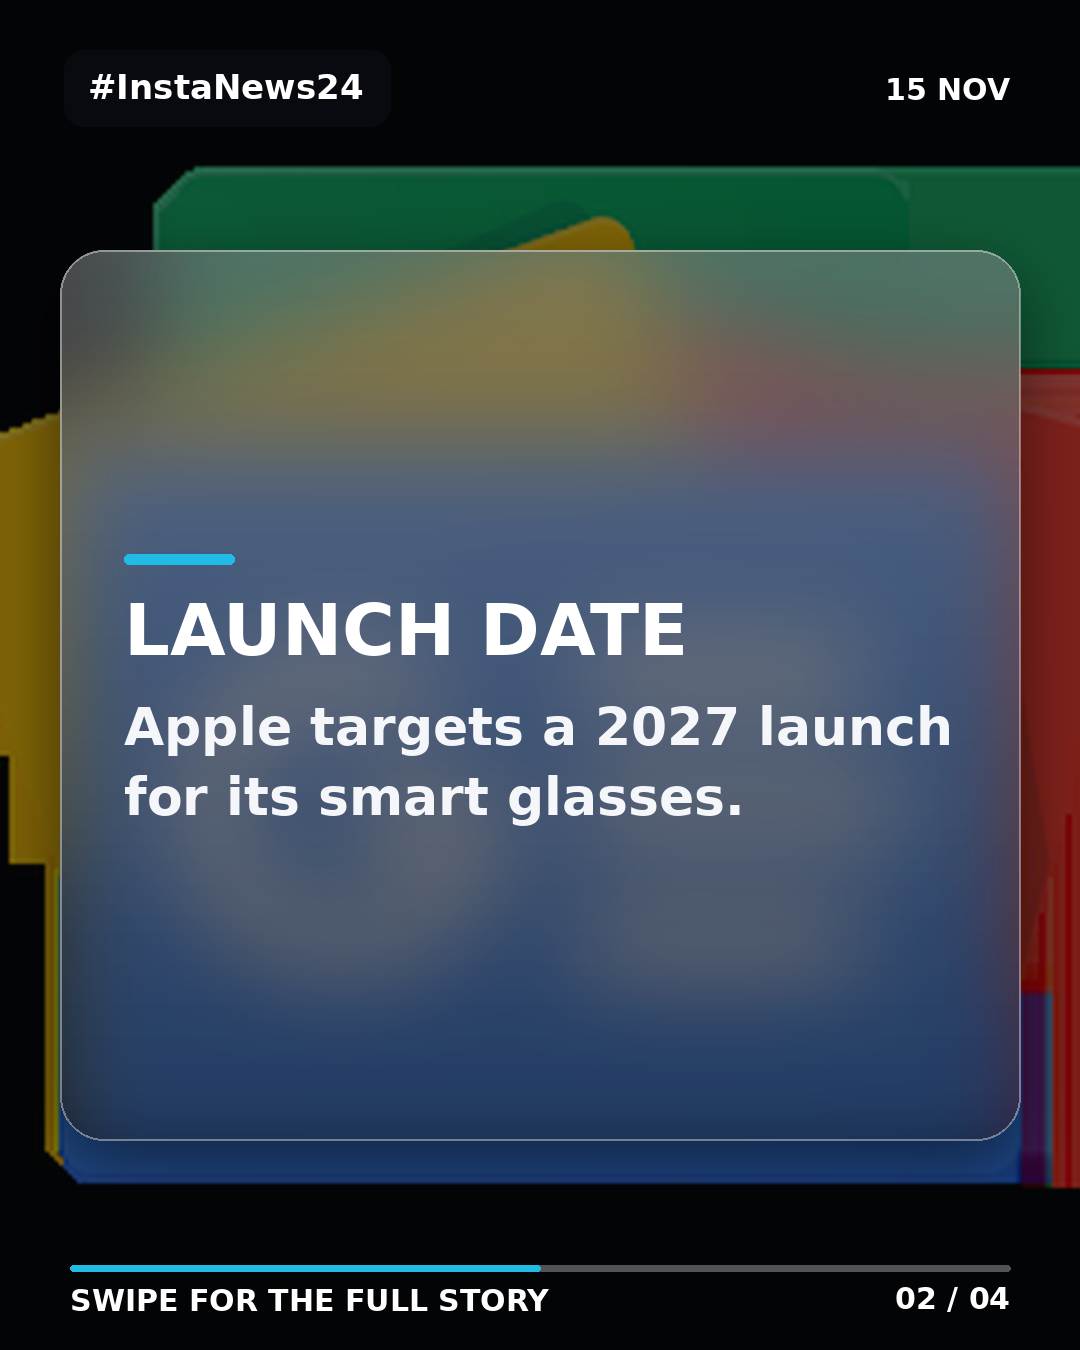 #InstaNews24
15 NOV
LAUNCH DATE
Apple targets a 2027 launch
for its smart glasses.
SWIPE FOR THE FULL STORY
02 / 04